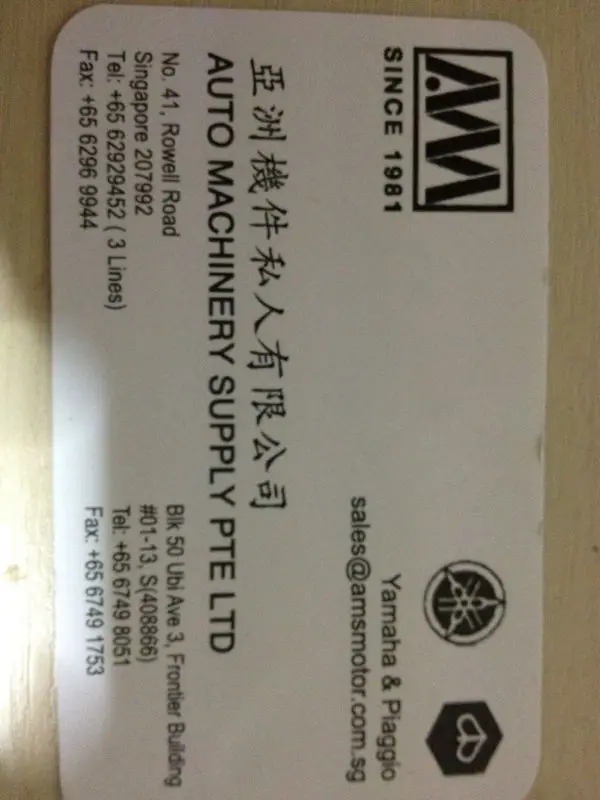 AM
SINCE 1981
Yamaha & Piaggio
sales@amsmotor.com.sg
亞洲機件私人有限公司
AUTO MACHINERY SUPPLY PTE LTD
No. 41, Rowell Road
Singapore 207992
Tel: +65 62929452 ( 3 Lines)
Fax: +65 6296 9944
Blk 50 Ubi Ave 3, Frontier Building
#01-13, S(408866)
Tel: +65 6749 8051
Fax: +65 6749 1753